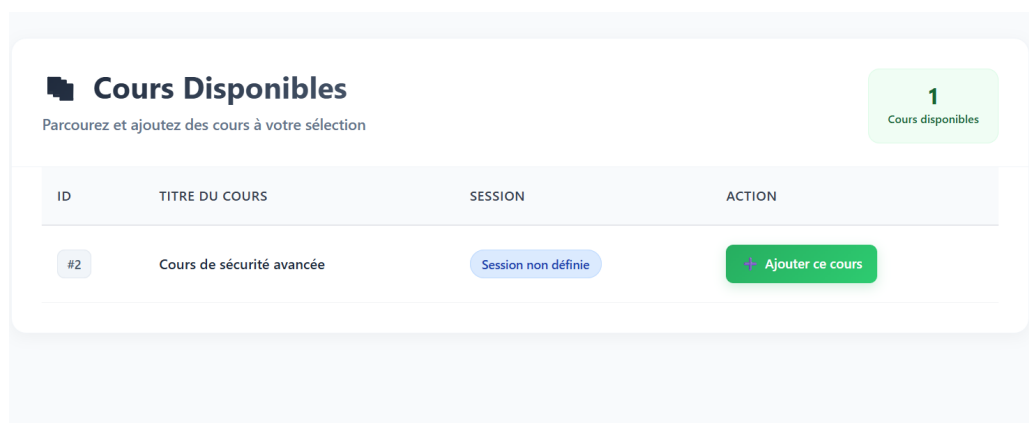 Cours Disponibles
Parcourez et ajoutez des cours à votre sélection
1
Cours disponibles
ID TITRE DU COURS SESSION ACTION
#2 Cours de sécurité avancée Session non définie Ajouter ce cours